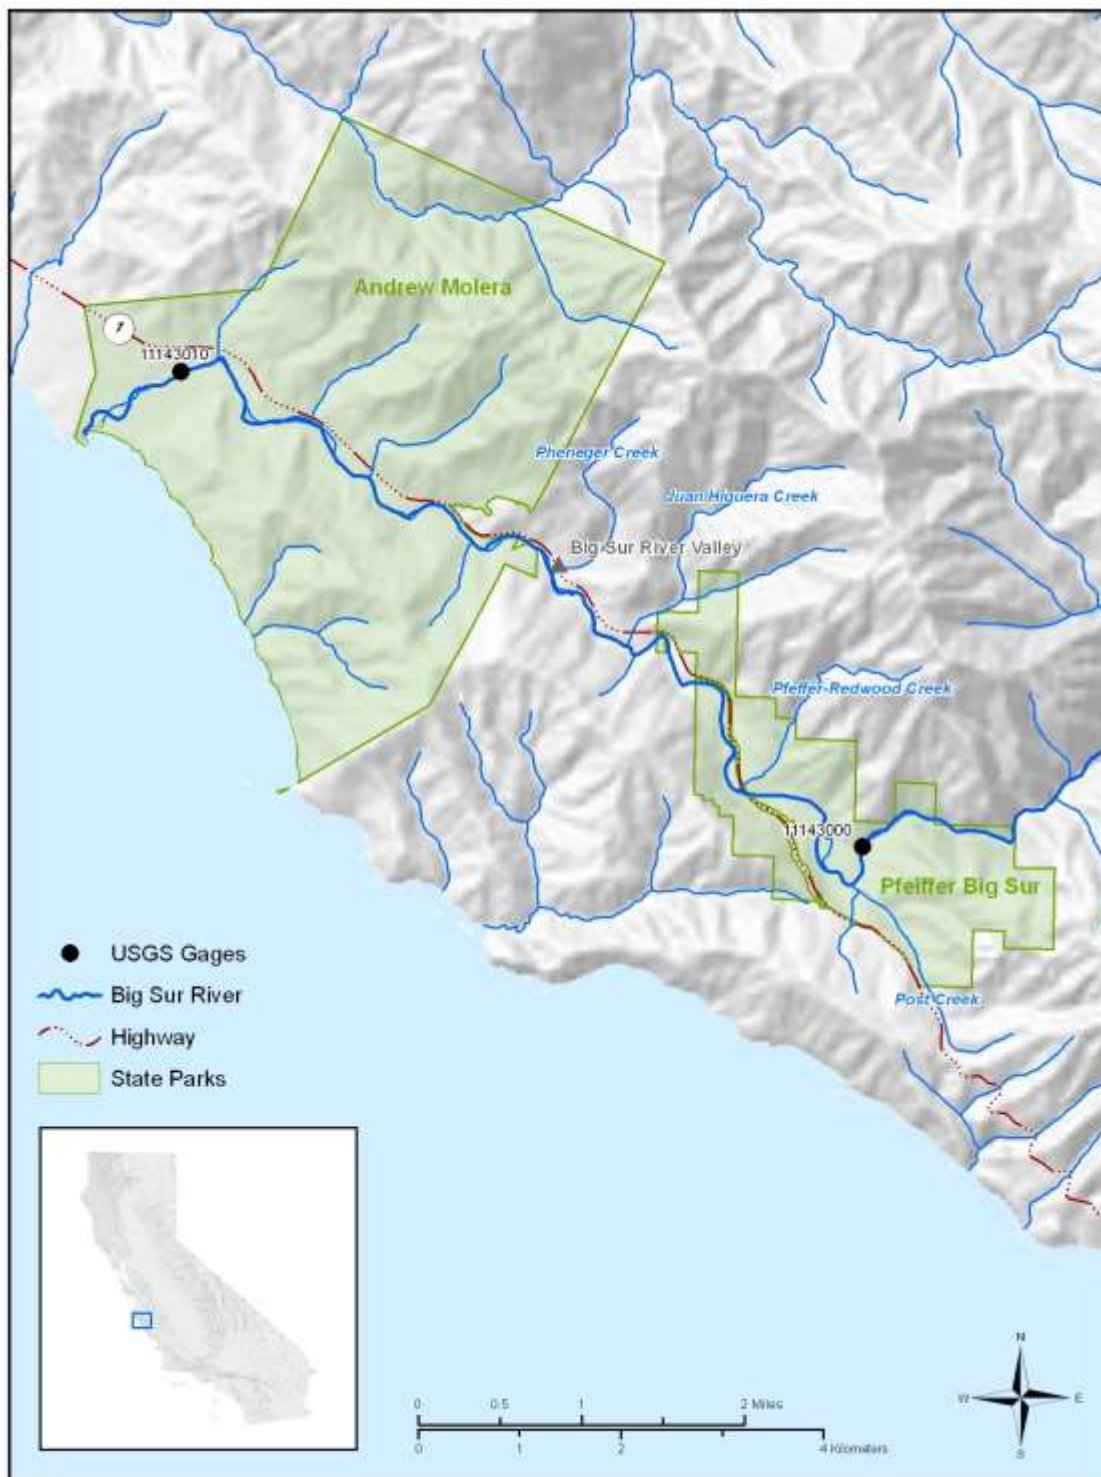 Andrew Molera
1
11143010
Pheneger Creek
Juan Higuera Creek
Big Sur River Valley
Pfeiffer-Redwood Creek
11143000
Pfeiffer Big Sur
Post Creek
USGS Gages
Big Sur River
Highway
State Parks
N
W E
S
0 0.5 1 2 Miles
0 1 2 4 Kilometers